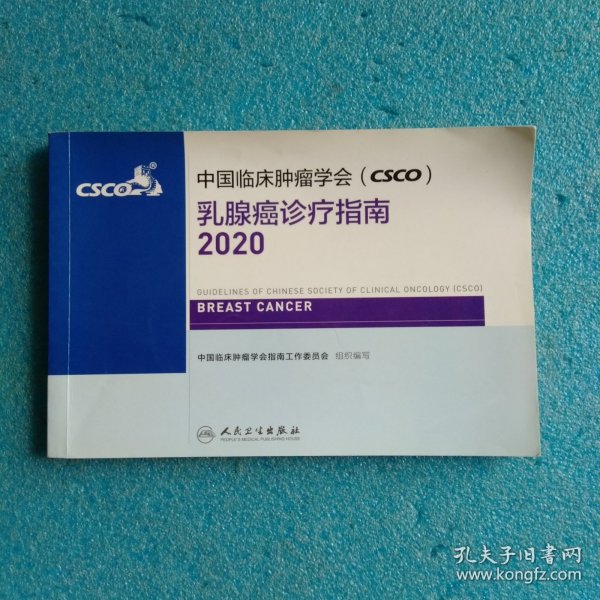 CSCO
®
中国临床肿瘤学会（CSCO）
乳腺癌诊疗指南
2020
GUIDELINES OF CHINESE SOCIETY OF CLINICAL ONCOLOGY (CSCO)
BREAST CANCER
中国临床肿瘤学会指南工作委员会 组织编写
人民卫生出版社
PEOPLE'S MEDICAL PUBLISHING HOUSE
孔夫子旧书网
www.kongfz.com